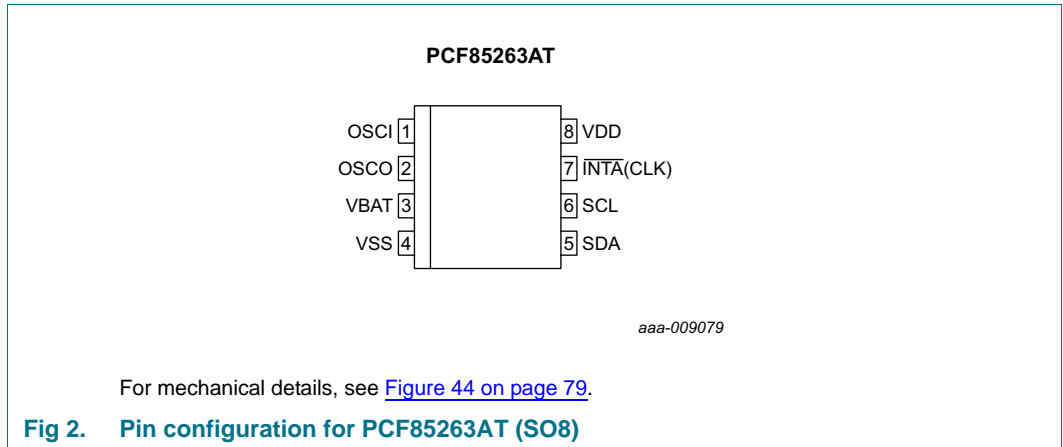 PCF85263AT
OSCI 1 8 VDD
OSCO 2 7 INTA(CLK)
VBAT 3 6 SCL
VSS 4 5 SDA
aaa-009079
For mechanical details, see Figure 44 on page 79.
Fig 2. Pin configuration for PCF85263AT (SO8)